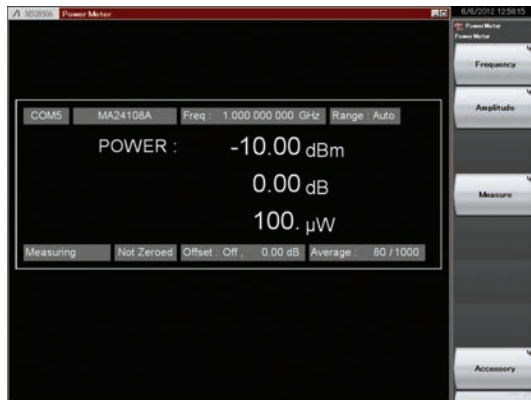 MS2830A Power Meter
6/6/2012 12:58:15
Power Meter
Power Meter
Frequency
Amplitude
COM5 MA24108A Freq : 1.000 000 000 GHz Range : Auto
POWER : -10.00 dBm
0.00 dB
100. µW
Measure
Measuring Not Zeroed Offset : Off , 0.00 dB Average : 80 / 1000
Accessory